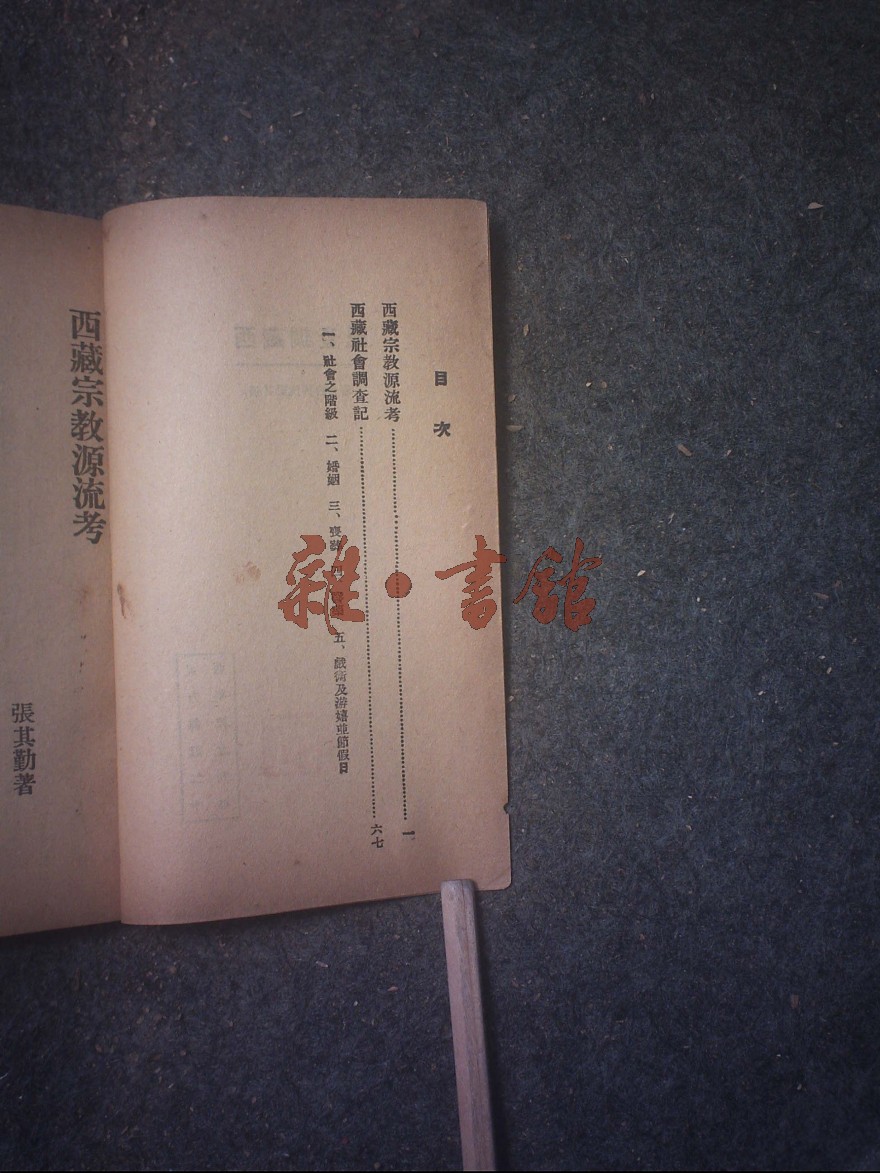 目次
西藏宗教源流考……一
西藏社會調查記……六七
一、社會之階級 二、婚姻 三、喪葬 五、戲術及游嬉並節假日
西藏宗教源流考
張其勤著
雜·書館